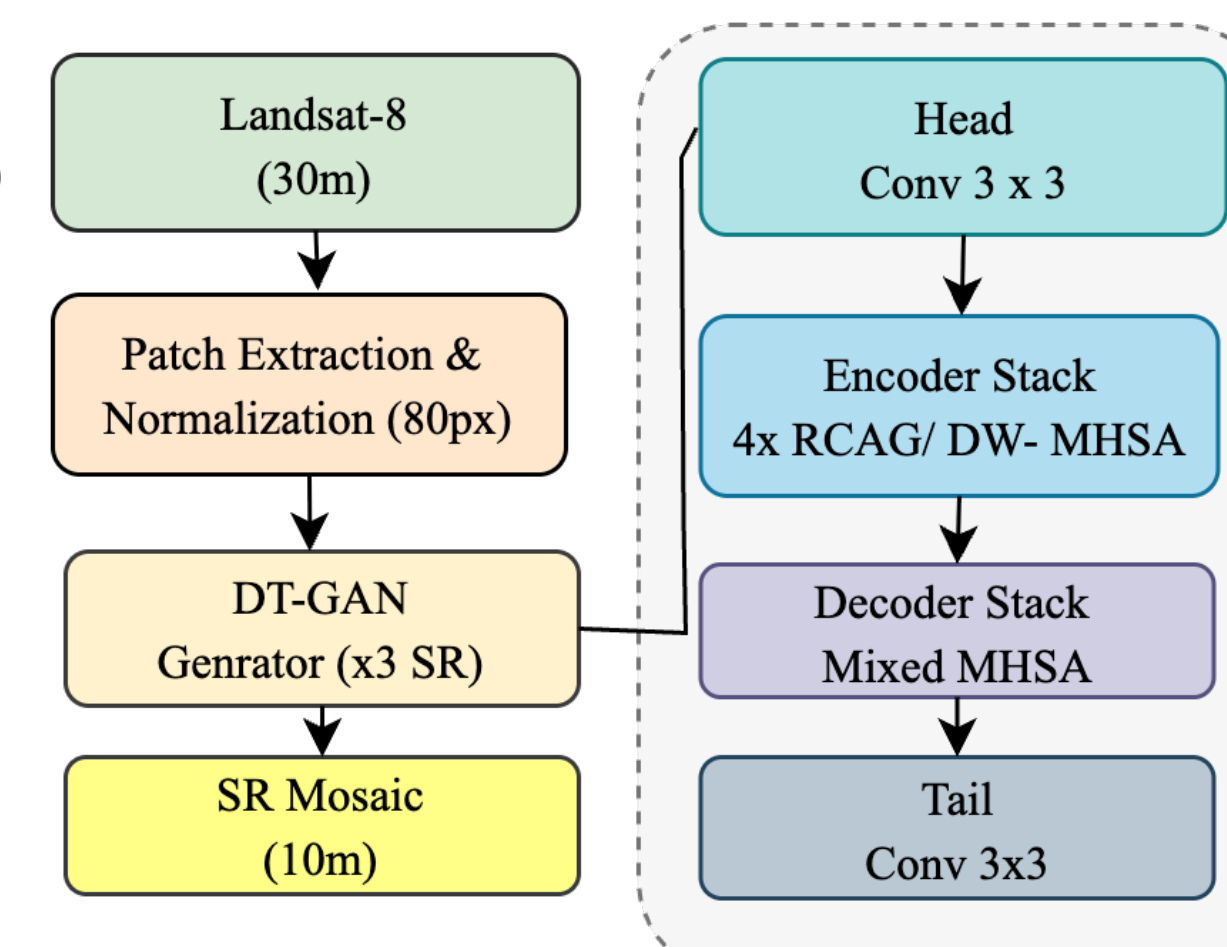 Landsat-8
(30m)
Patch Extraction &
Normalization (80px)
DT-GAN
Genrator (x3 SR)
SR Mosaic
(10m)
Head
Conv 3 x 3
Encoder Stack
4x RCAG/ DW- MHSA
Decoder Stack
Mixed MHSA
Tail
Conv 3x3